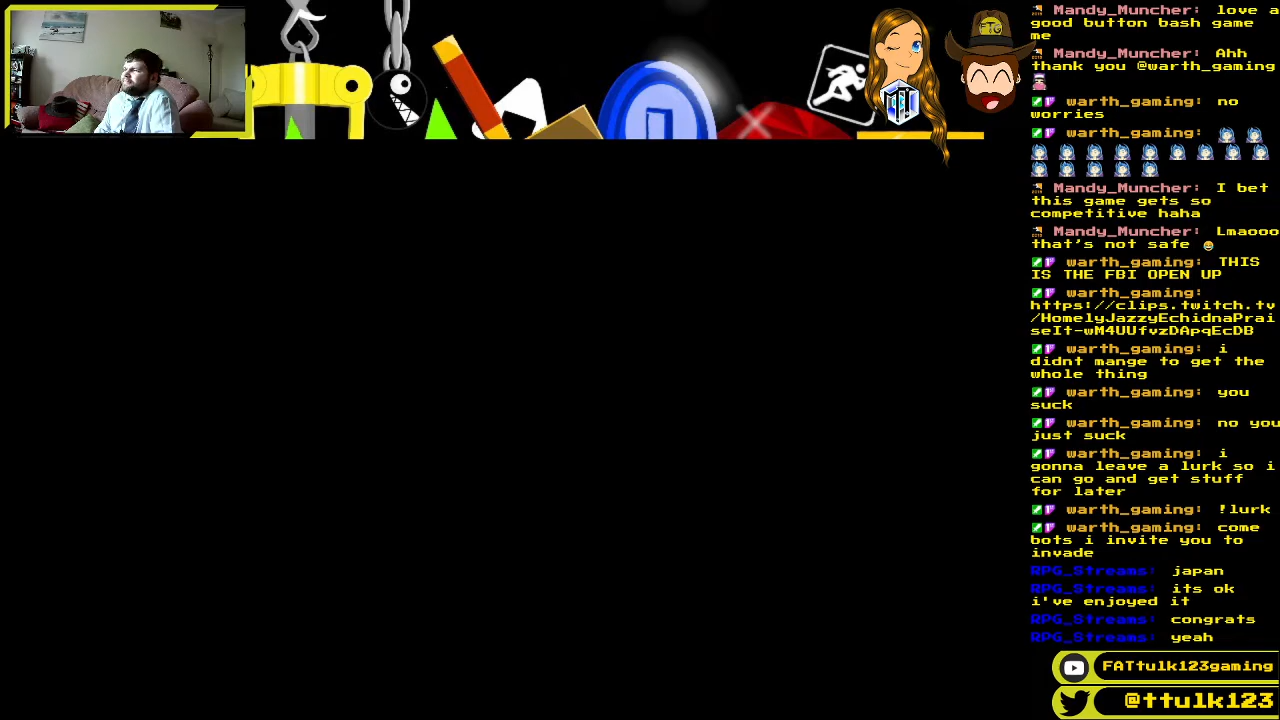 Mandy_Muncher: love a
good button bash game
me
Mandy_Muncher: Ahh
thank you @warth_gaming
warth_gaming: no
worries
warth_gaming:
Mandy_Muncher: I bet
this game gets so
competitive haha
Mandy_Muncher: Lmaooo
that's not safe
warth_gaming: THIS
IS THE FBI OPEN UP
warth_gaming:
https://clips.twitch.tv
/HomelyJazzyEchidnaPrai
seIt-wM4UUfvzDApqEcDB
warth_gaming: i
didnt mange to get the
whole thing
warth_gaming: you
suck
warth_gaming: no you
just suck
warth_gaming: i
gonna leave a lurk so i
can go and get stuff
for later
warth_gaming: !lurk
warth_gaming: come
bots i invite you to
invade
RPG_Streams: japan
RPG_Streams: its ok
i've enjoyed it
RPG_Streams: congrats
RPG_Streams: yeah
FATtulk123gaming
@ttulk123